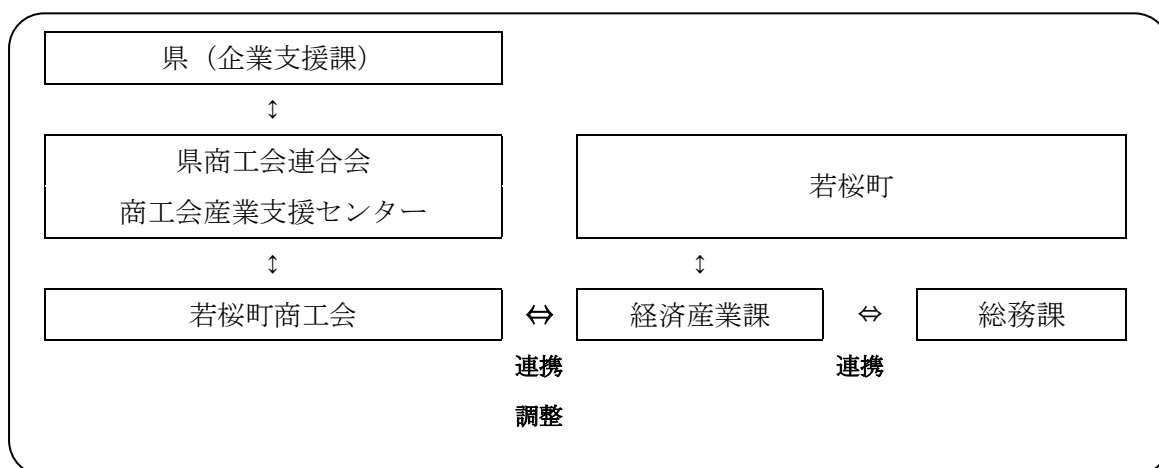 県（企業支援課）
↕
県商工会連合会
商工会産業支援センター
若桜町
↕ ↕
若桜町商工会 ⇔ 経済産業課 ⇔ 総務課
連携 連携
調整